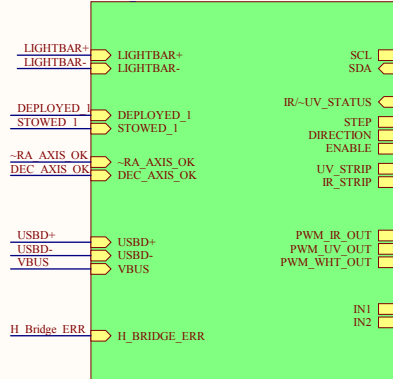 LIGHTBAR+ LIGHTBAR+ SCL
LIGHTBAR- LIGHTBAR- SDA
IR/~UV_STATUS
DEPLOYED_1 DEPLOYED_1 STEP
STOWED_1 STOWED_1 DIRECTION
ENABLE
~RA_AXIS_OK ~RA_AXIS_OK UV_STRIP
DEC_AXIS_OK DEC_AXIS_OK IR_STRIP
USBD+ USBD+ PWM_IR_OUT
USBD- USBD- PWM_UV_OUT
VBUS VBUS PWM_WHT_OUT
IN1
IN2
H_Bridge_ERR H_BRIDGE_ERR